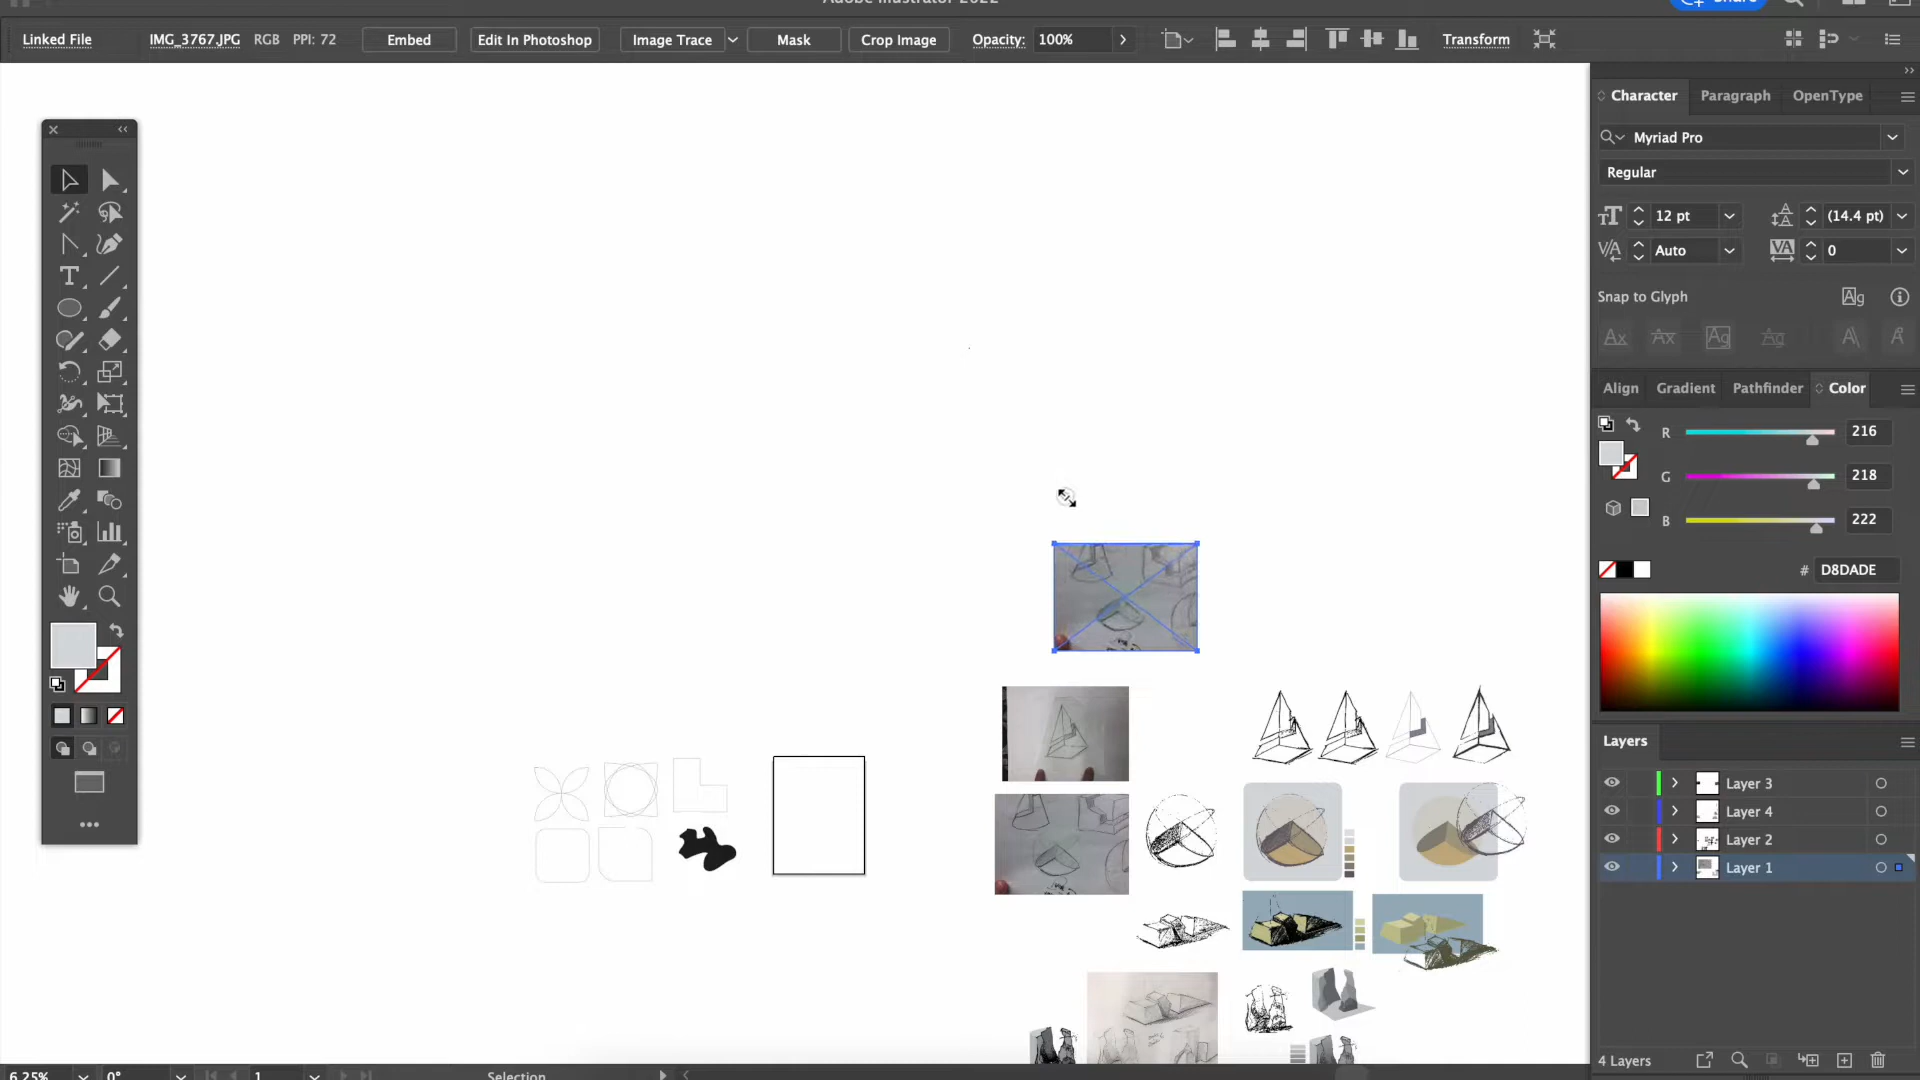 Adobe Illustrator 2022
Share
Linked File IMG_3767.JPG RGB PPI: 72 Embed Edit In Photoshop Image Trace Mask Crop Image Opacity: 100% Transform
Character Paragraph OpenType
Myriad Pro
Regular
12 pt (14.4 pt)
Auto 0
Snap to Glyph
Align Gradient Pathfinder Color
R 216
G 218
B 222
# D8DADE
Layers
Layer 3
Layer 4
Layer 2
Layer 1
4 Layers
6.25% 0° 1 Selection